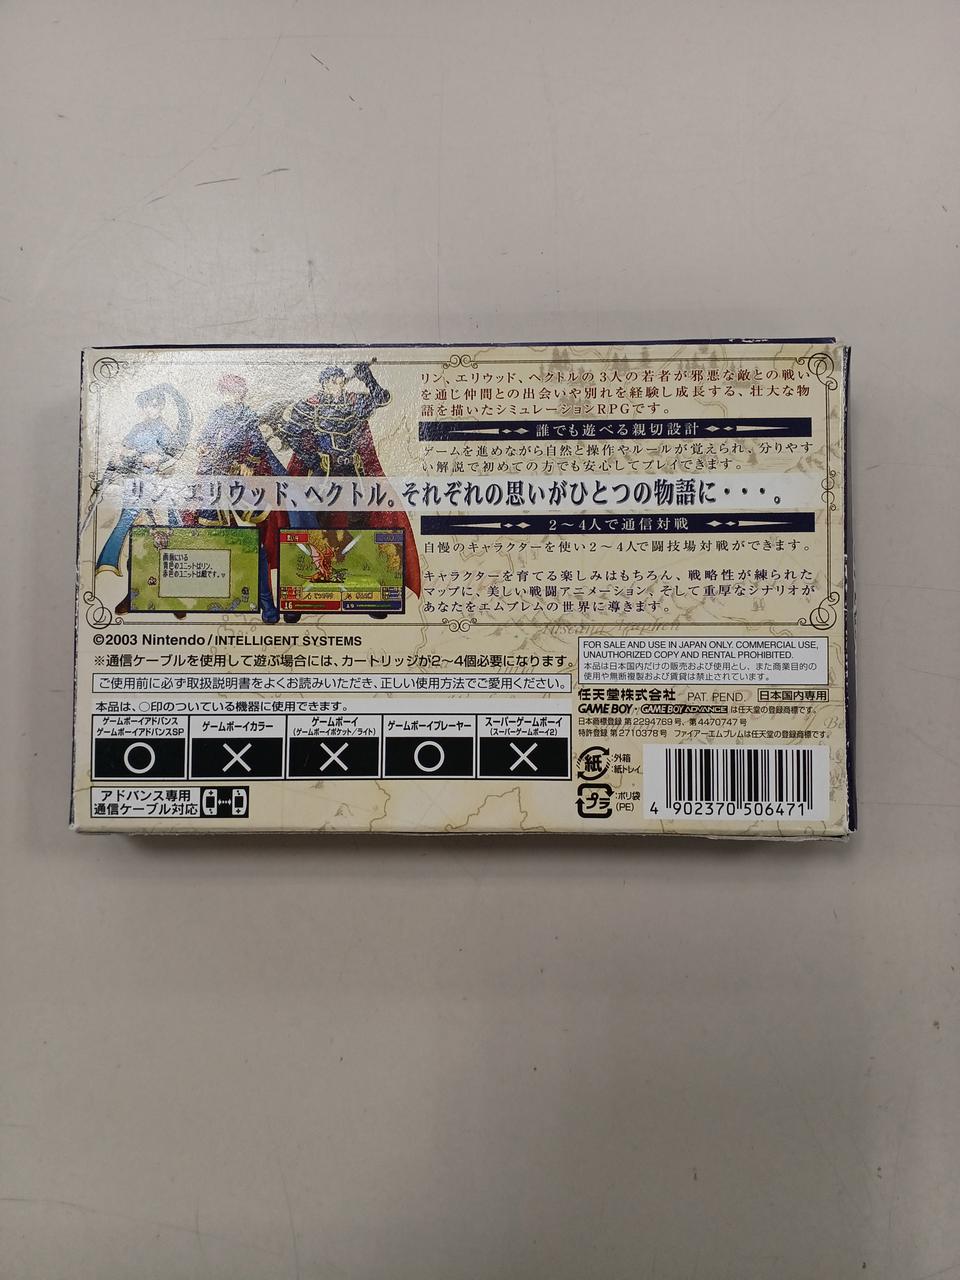 リン、エリウッド、ヘクトルの3人の若者が邪悪な敵との戦い
を通じ仲間との出会いや別れを経験し成長する、壮大な物
語を描いたシミュレーションRPGです。
誰でも遊べる親切設計
ゲームを進めながら自然と操作やルールが覚えられ、分りやす
い解説で初めての方でも安心してプレイできます。
リン、エリウッド、ヘクトル。それぞれの思いがひとつの物語に・・・。
2〜4人で通信対戦
自慢のキャラクターを使い2〜4人で闘技場対戦ができます。
キャラクターを育てる楽しみはもちろん、戦略性が練られた
マップに、美しい戦闘アニメーション、そして重厚なシナリオが
あなたをエムブレムの世界に導きます。
画面にいる
青色のユニットはリン、
赤色のユニットは敵です。
16
19
©2003 Nintendo/INTELLIGENT SYSTEMS
※通信ケーブルを使用して遊ぶ場合には、カートリッジが2〜4個必要になります。
ご使用前に必ず取扱説明書をよくお読みいただき、正しい使用方法でご愛用ください。
本品は、○印のついている機器に使用できます。
ゲームボーイアドバンス
ゲームボーイアドバンスSP
ゲームボーイカラー
ゲームボーイ
(ゲームボーイポケット/ライト)
ゲームボーイプレーヤー
スーパーゲームボーイ
(スーパーゲームボーイ2)
○ × × ○ ×
アドバンス専用
通信ケーブル対応
FOR SALE AND USE IN JAPAN ONLY. COMMERCIAL USE,
UNAUTHORIZED COPY AND RENTAL PROHIBITED.
本品は日本国内だけの販売および使用とし、また商業目的の
使用や無断複製および賃貸は禁止されています。
任天堂株式会社 PAT. PEND. 日本国内専用
GAME BOY・GAME BOY ADVANCE は任天堂の登録商標です。
日本商標登録 第2294769号、第4470747号
特許登録 第2710378号 ファイアーエムブレムは任天堂の登録商標です。
紙 :外箱
:紙トレイ
プラ :ポリ袋
(PE)
4 902370 506471